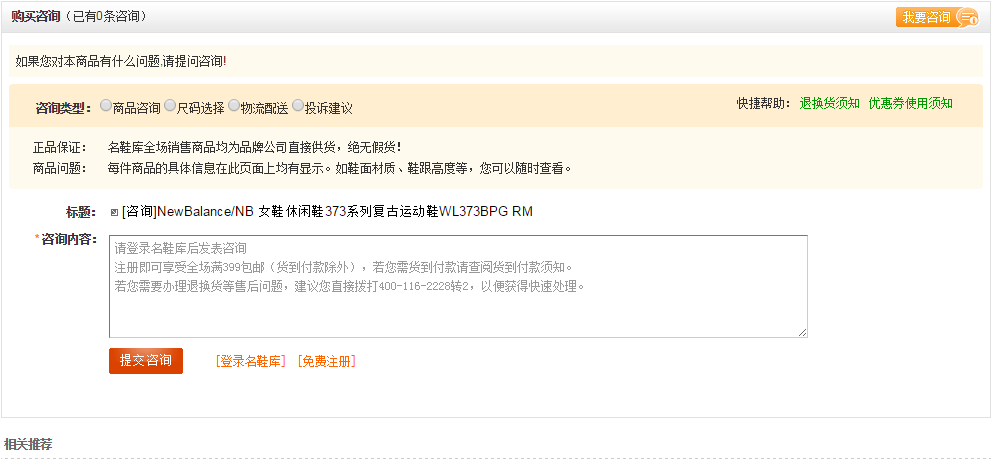 购买咨询（已有0条咨询） 我要咨询
如果您对本商品有什么问题,请提问咨询!
咨询类型： 商品咨询 尺码选择 物流配送 投诉建议 快捷帮助： 退换货须知 优惠券使用须知
正品保证： 名鞋库全场销售商品均为品牌公司直接供货，绝无假货！
商品问题： 每件商品的具体信息在此页面上均有显示。如鞋面材质、鞋跟高度等，您可以随时查看。
标题： [咨询]NewBalance/NB 女鞋 休闲鞋373系列复古运动鞋WL373BPG RM
*咨询内容： 请登录名鞋库后发表咨询
注册即可享受全场满399包邮（货到付款除外），若您需货到付款请查阅货到付款须知。
若您需要办理退换货等售后问题，建议您直接拨打400-116-2228转2，以便获得快速处理。
提交咨询 [登录名鞋库] [免费注册]
相关推荐